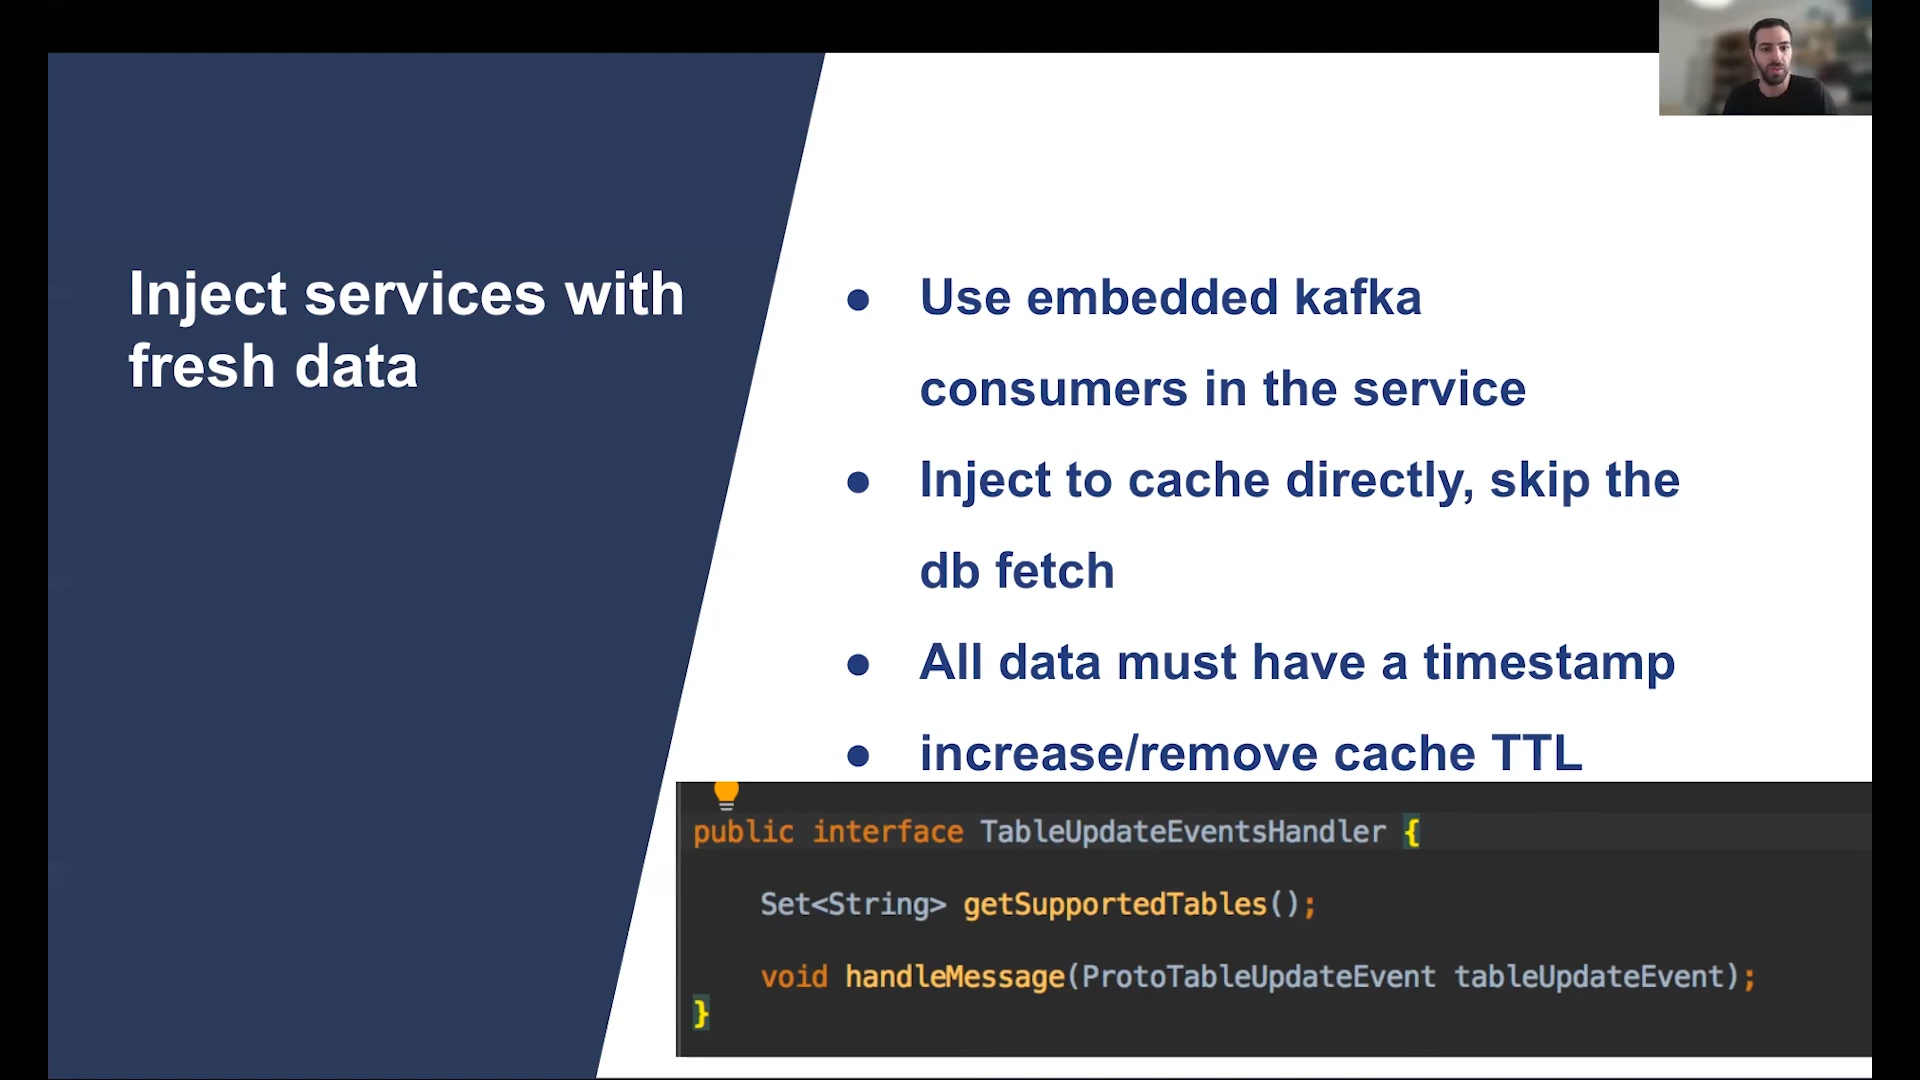 Inject services with
fresh data
● Use embedded kafka
consumers in the service
● Inject to cache directly, skip the
db fetch
● All data must have a timestamp
● increase/remove cache TTL
public interface TableUpdateEventsHandler {
Set<String> getSupportedTables();
void handleMessage(ProtoTableUpdateEvent tableUpdateEvent);
}